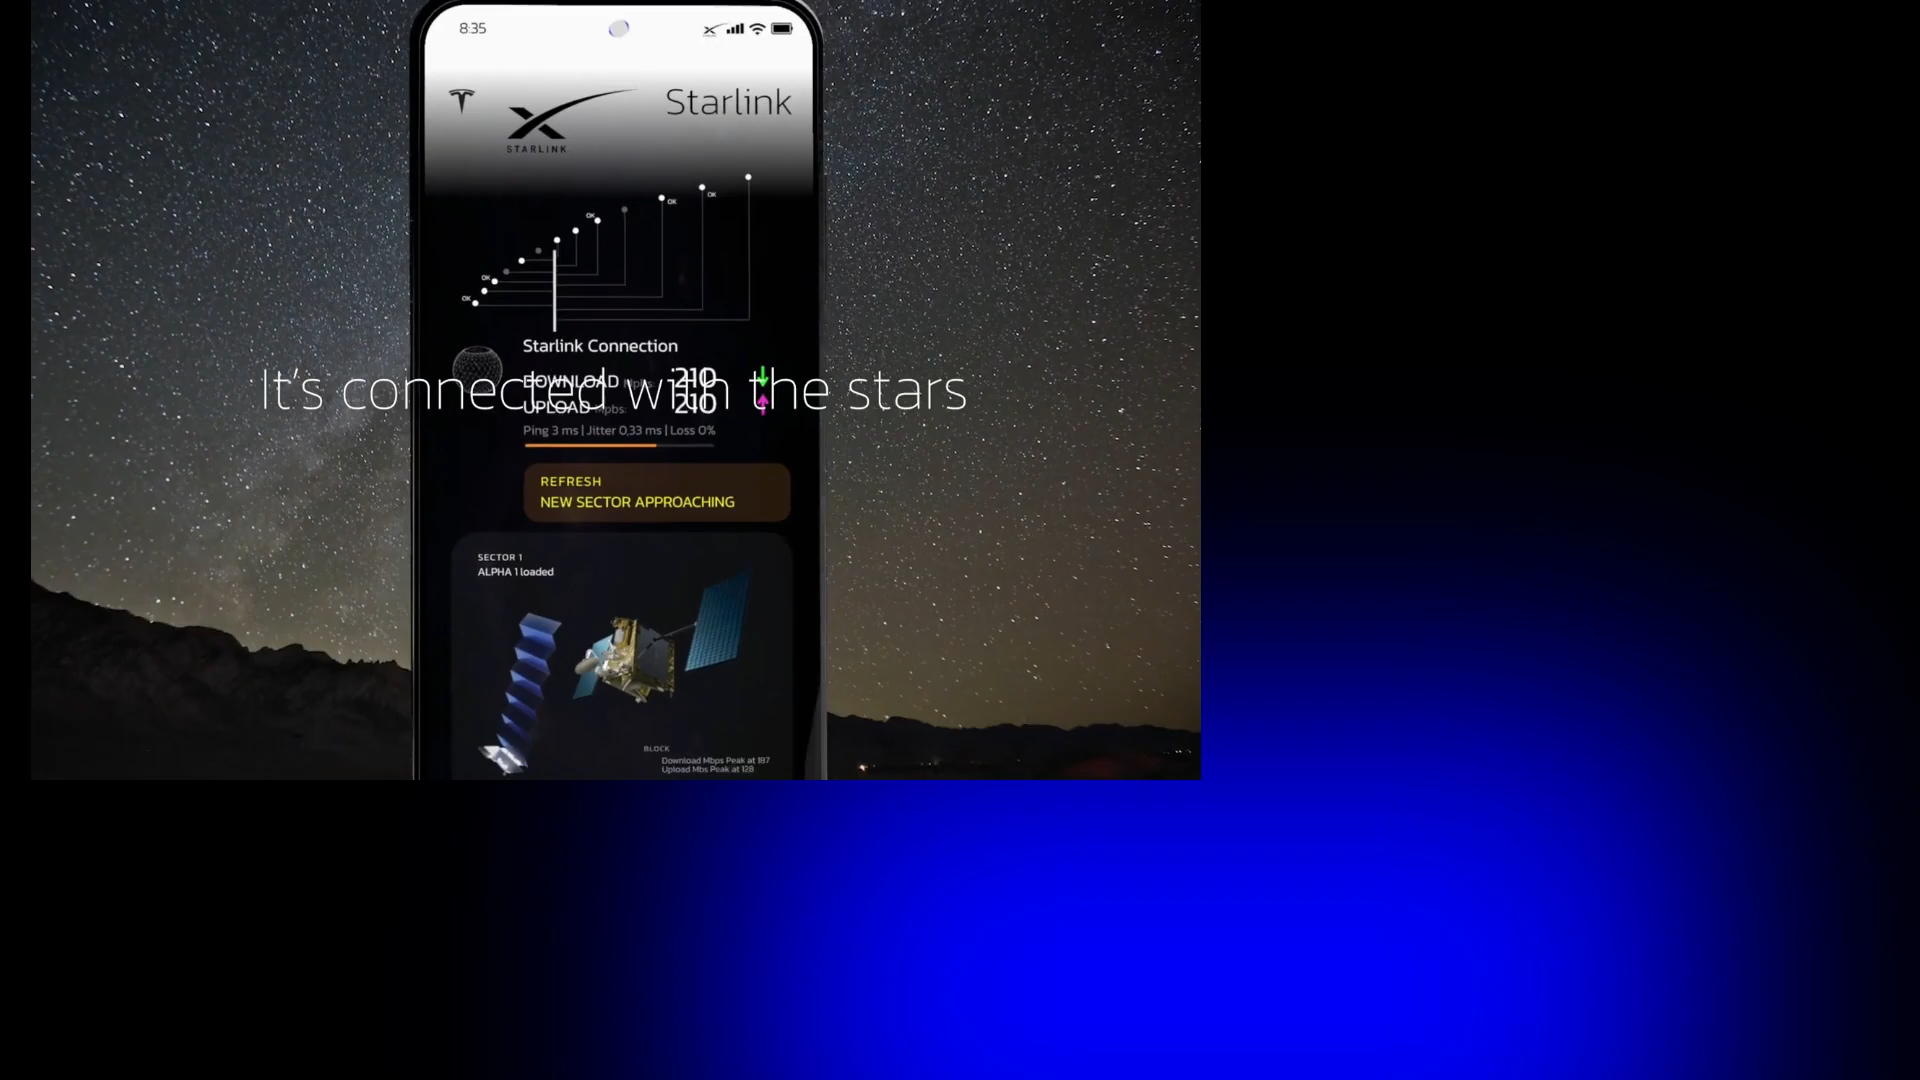 8:35
Starlink
STARLINK
OK
OK
OK
OK
OK
Starlink Connection
It's connected with the stars
DOWNLOAD Mpbs: 210
UPLOAD Mpbs: 210
Ping 3 ms | Jitter 0,33 ms | Loss 0%
REFRESH
NEW SECTOR APPROACHING
SECTOR 1
ALPHA 1 loaded
BLOCK
Download Mbps Peak at 187
Upload Mbs Peak at 128